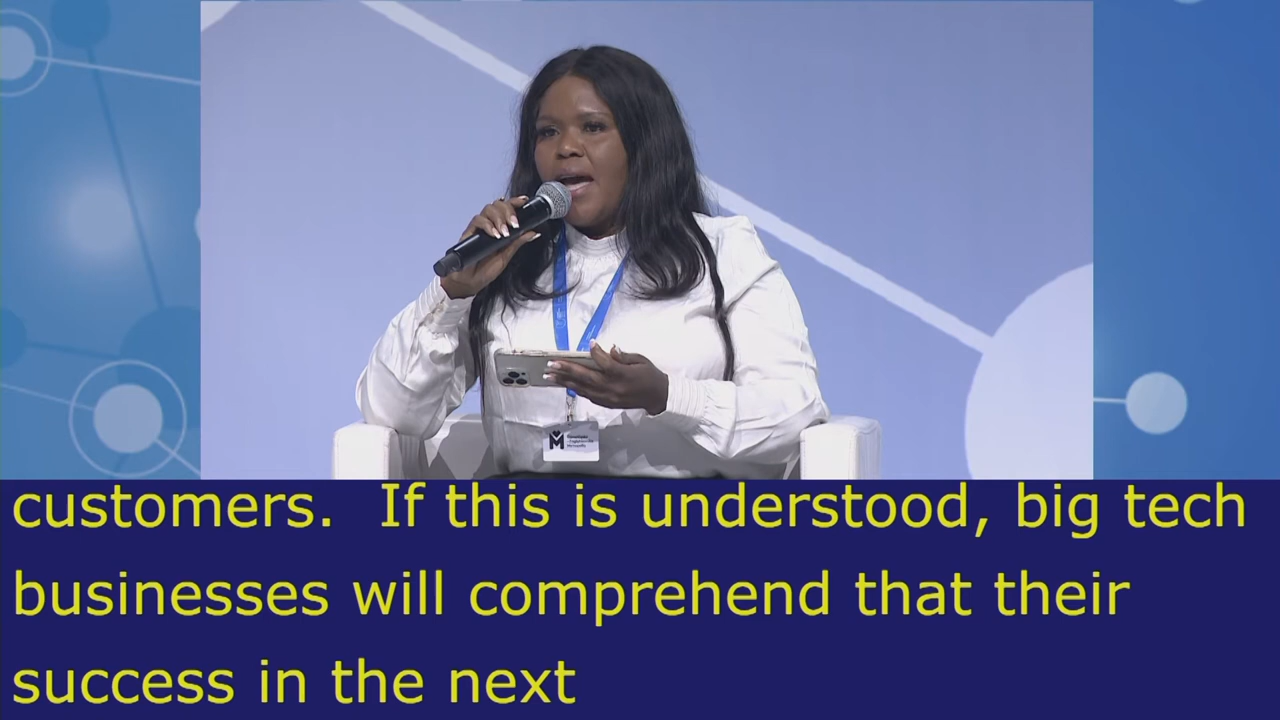 customers.  If this is understood, big tech
businesses will comprehend that their
success in the next